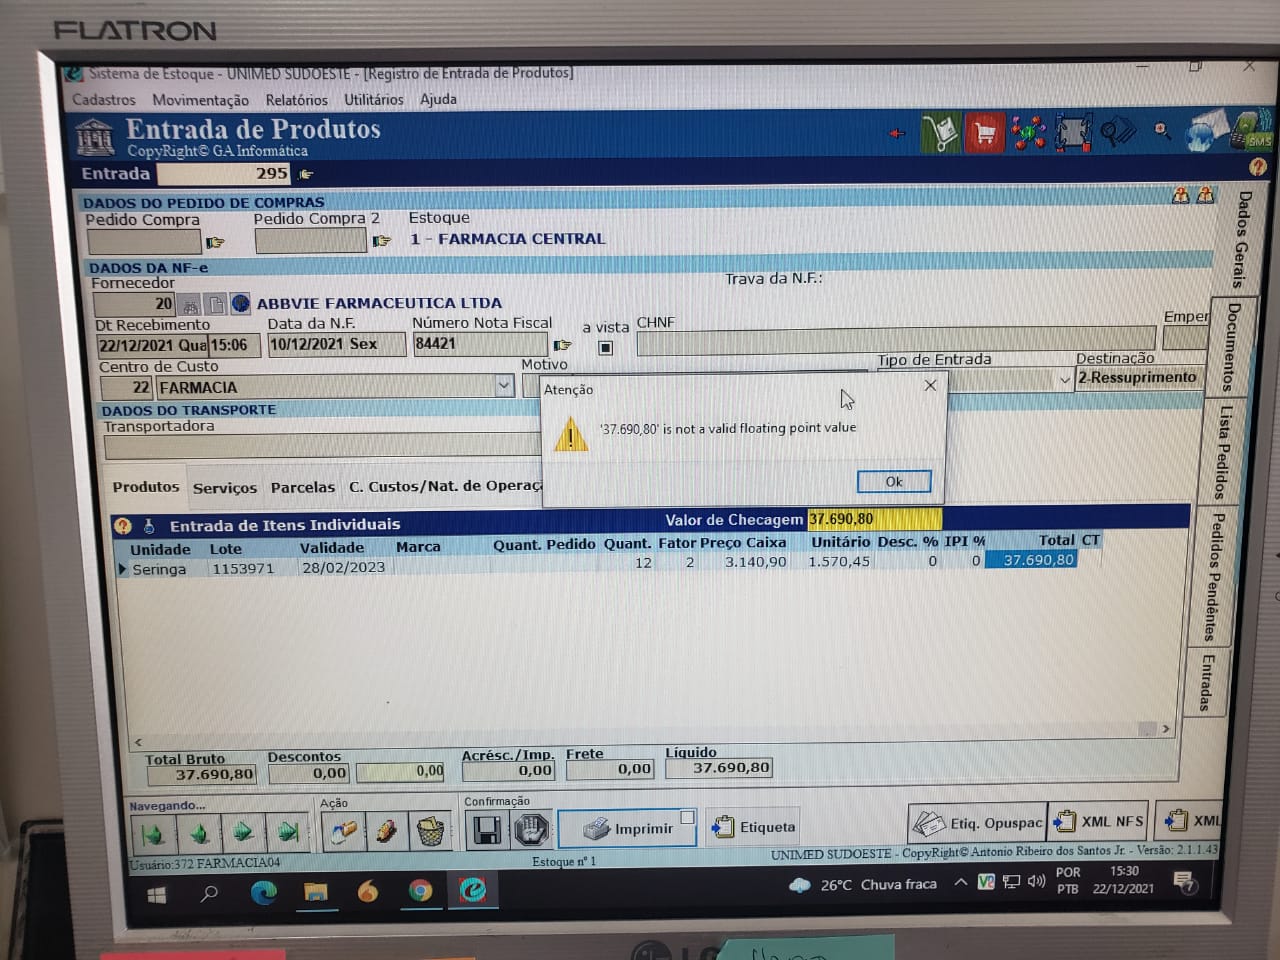 FLATRON
Sistema de Estoque - UNIMED SUDOESTE - [Registro de Entrada de Produtos]
Cadastros Movimentação Relatórios Utilitários Ajuda
Entrada de Produtos
CopyRight© GA Informática
SMS
Entrada 295
DADOS DO PEDIDO DE COMPRAS
Pedido Compra Pedido Compra 2 Estoque
1 - FARMACIA CENTRAL
DADOS DA NF-e
Fornecedor Trava da N.F.:
20 ABBVIE FARMACEUTICA LTDA
Dt Recebimento Data da N.F. Número Nota Fiscal a vista CHNF Emper
22/12/2021 Qua 15:06 10/12/2021 Sex 84421
Centro de Custo Motivo Tipo de Entrada Destinação
22 FARMACIA 2-Ressuprimento
DADOS DO TRANSPORTE
Transportadora
Atenção
'37.690,80' is not a valid floating point value
Ok
Produtos Serviços Parcelas C. Custos/Nat. de Operaçã
Entrada de Itens Individuais Valor de Checagem 37.690,80
Unidade Lote Validade Marca Quant. Pedido Quant. Fator Preço Caixa Unitário Desc. % IPI % Total CT
Seringa 1153971 28/02/2023 12 2 3.140,90 1.570,45 0 0 37.690,80
Dados Gerais
Documentos
Lista Pedidos
Pedidos Pendêntes
Entradas
Total Bruto Descontos Acrésc./Imp. Frete Líquido
37.690,80 0,00 0,00 0,00 0,00 37.690,80
Navegando... Ação Confirmação
Imprimir Etiqueta Etiq. Opuspac XML NFS XML
Usuário:372 FARMACIA04 Estoque nº 1 UNIMED SUDOESTE - CopyRight© Antonio Ribeiro dos Santos Jr. - Versão: 2.1.1.43
26°C Chuva fraca POR 15:30
PTB 22/12/2021 7
LG